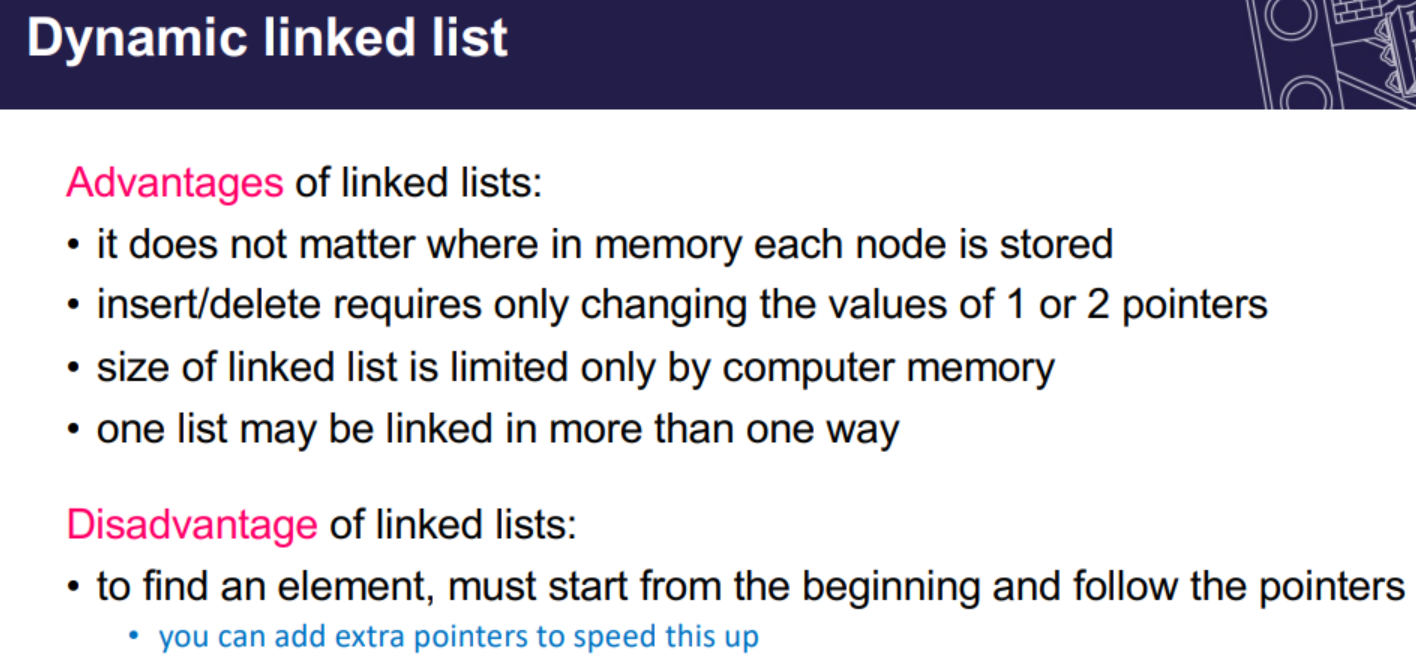 Dynamic linked list
Advantages of linked lists:
• it does not matter where in memory each node is stored
• insert/delete requires only changing the values of 1 or 2 pointers
• size of linked list is limited only by computer memory
• one list may be linked in more than one way
Disadvantage of linked lists:
• to find an element, must start from the beginning and follow the pointers
• you can add extra pointers to speed this up